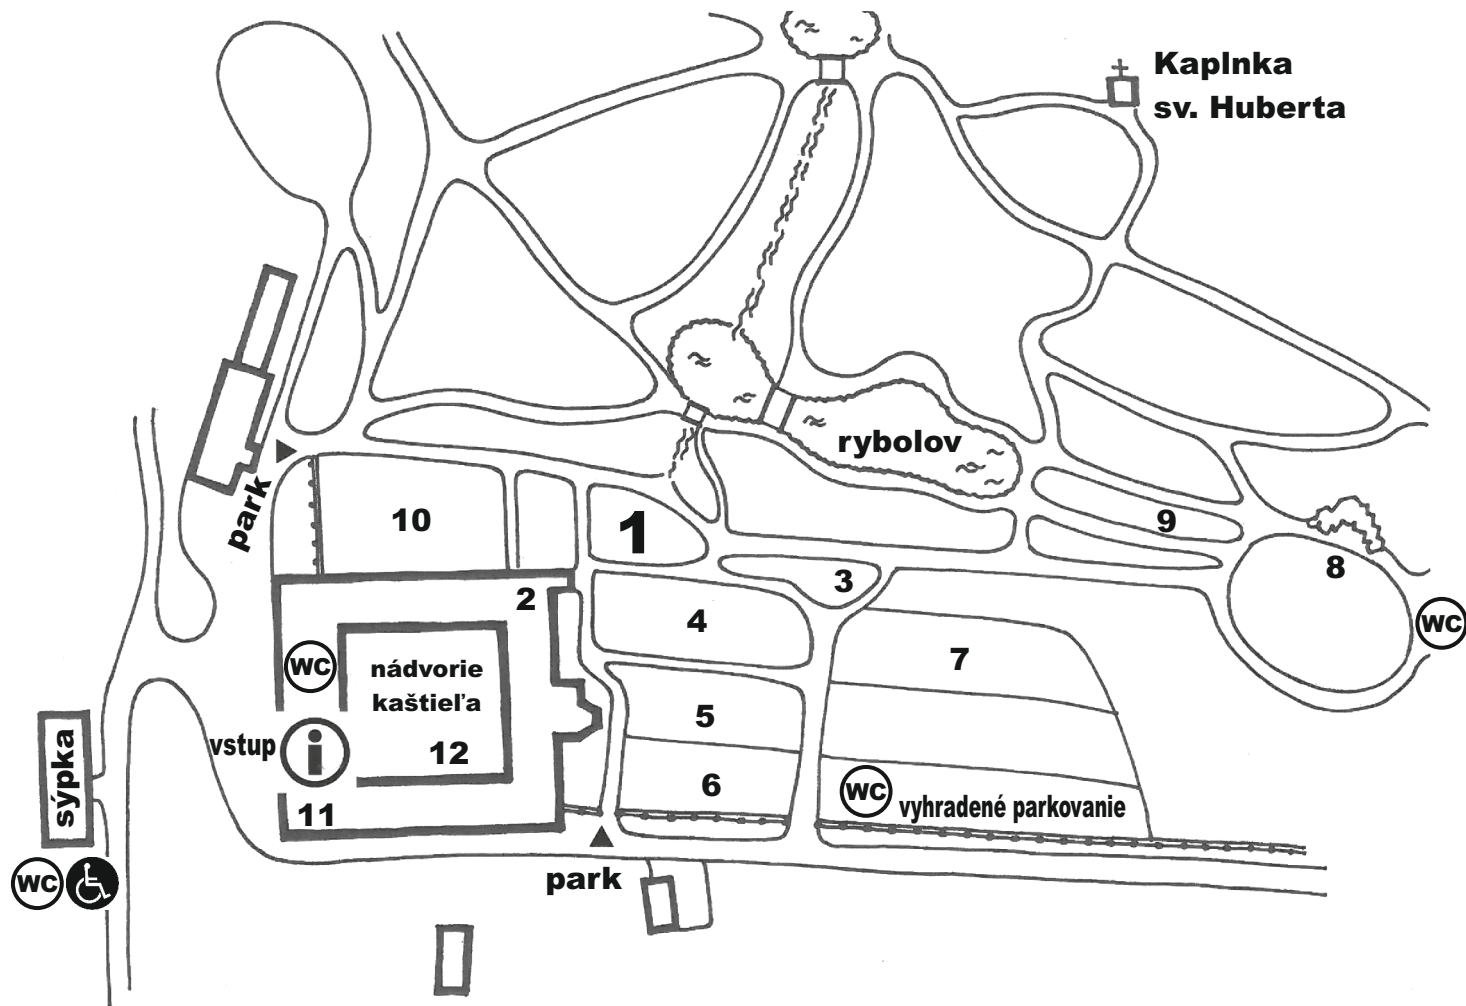 Kaplnka
sv. Huberta
rybolov
park
10
1
9
8
2
3
4
WC
WC
nádvorie
kaštieľa
7
5
vstup
i
12
6
WC
vyhradené parkovanie
11
sýpka
WC
park